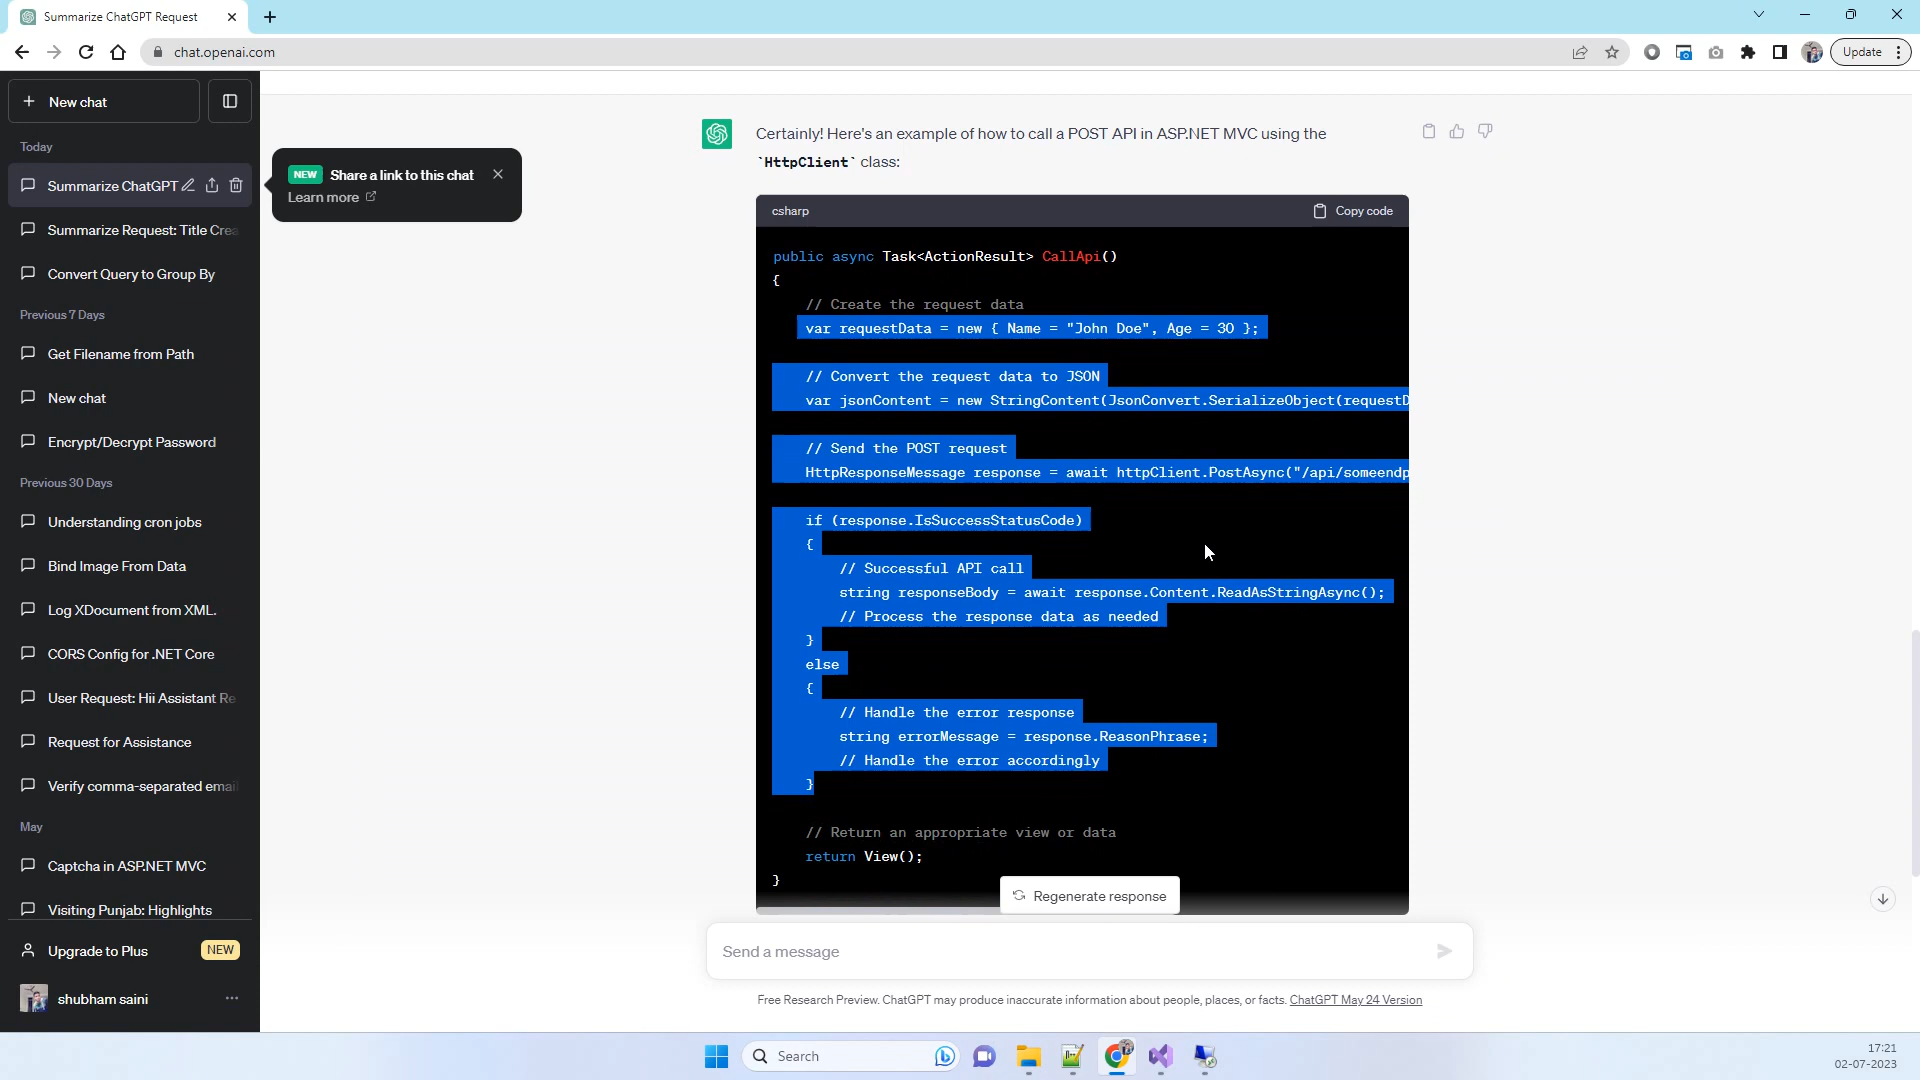 Summarize ChatGPT Request
chat.openai.com
Update
New chat
Today
Summarize ChatGPT
Summarize Request: Title Crea
Convert Query to Group By
Previous 7 Days
Get Filename from Path
New chat
Encrypt/Decrypt Password
Previous 30 Days
Understanding cron jobs
Bind Image From Data
Log XDocument from XML.
CORS Config for .NET Core
User Request: Hii Assistant Re
Request for Assistance
Verify comma-separated email
May
Captcha in ASP.NET MVC
Visiting Punjab: Highlights
Upgrade to Plus NEW
shubham saini
NEW Share a link to this chat
Learn more
Certainly! Here's an example of how to call a POST API in ASP.NET MVC using the
`HttpClient` class:
csharp Copy code
public async Task<ActionResult> CallApi()
{
// Create the request data
var requestData = new { Name = "John Doe", Age = 30 };
// Convert the request data to JSON
var jsonContent = new StringContent(JsonConvert.SerializeObject(requestD
// Send the POST request
HttpResponseMessage response = await httpClient.PostAsync("/api/someendp
if (response.IsSuccessStatusCode)
{
// Successful API call
string responseBody = await response.Content.ReadAsStringAsync();
// Process the response data as needed
}
else
{
// Handle the error response
string errorMessage = response.ReasonPhrase;
// Handle the error accordingly
}
// Return an appropriate view or data
return View();
}
Regenerate response
Send a message
Free Research Preview. ChatGPT may produce inaccurate information about people, places, or facts. ChatGPT May 24 Version
Search
17:21
02-07-2023